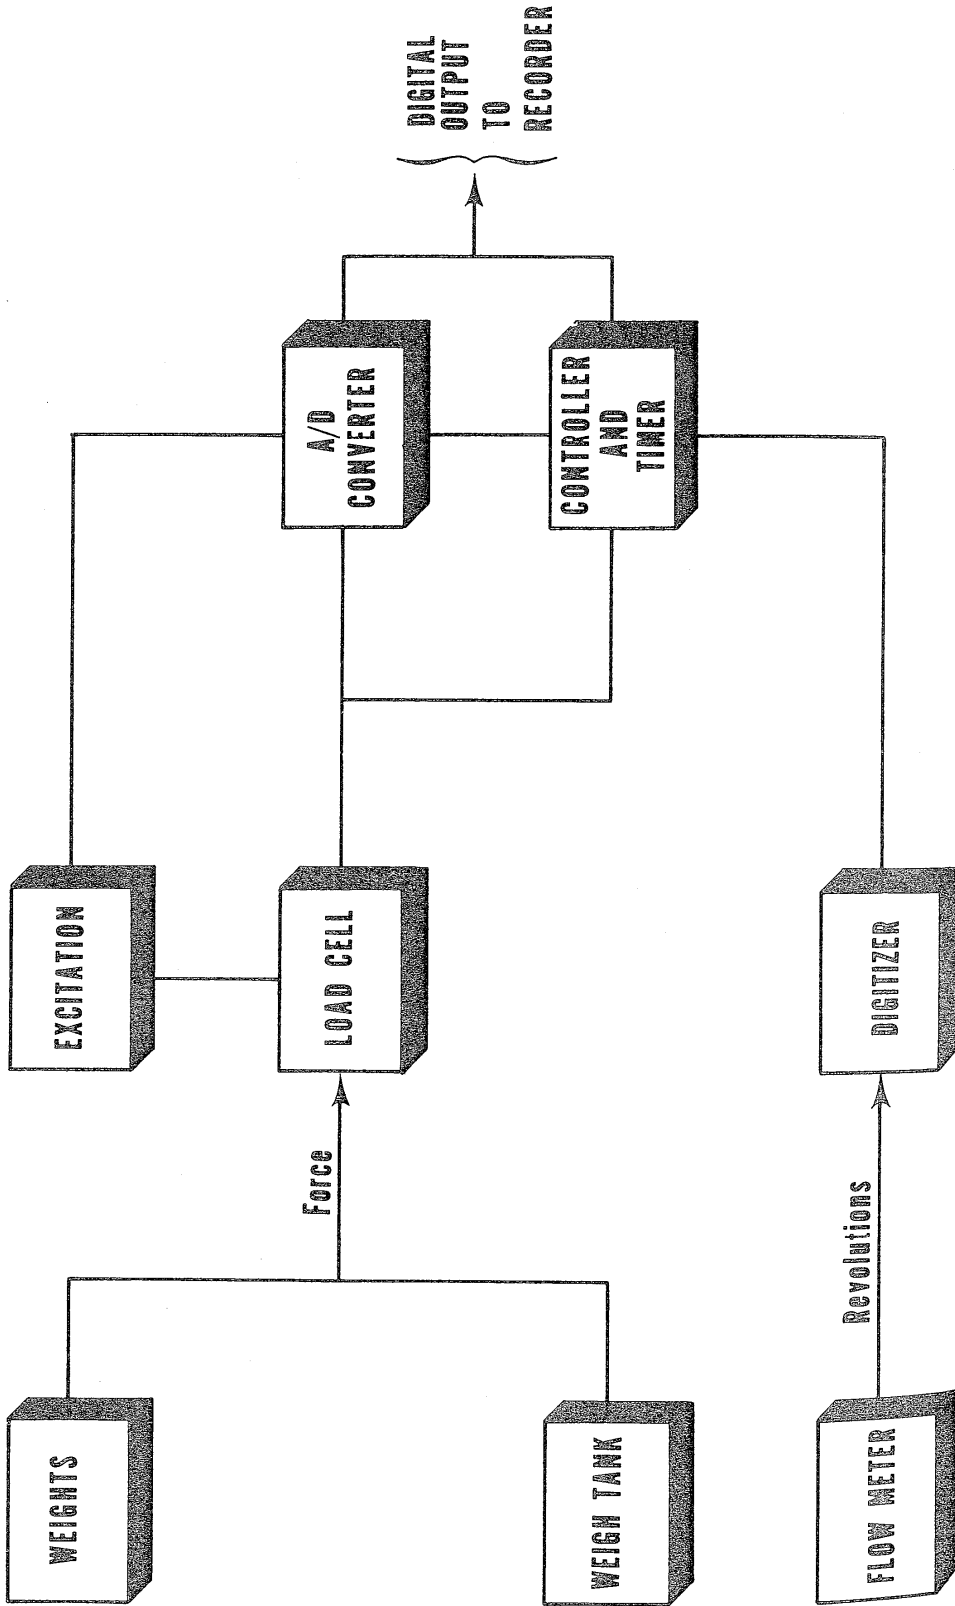 WEIGHTS
WEIGH TANK
FLOW METER
Force
Revolutions
EXCITATION
LOAD CELL
DIGITIZER
A/D
CONVERTER
CONTROLLER
AND
TIMER
DIGITAL
OUTPUT
TO
RECORDER